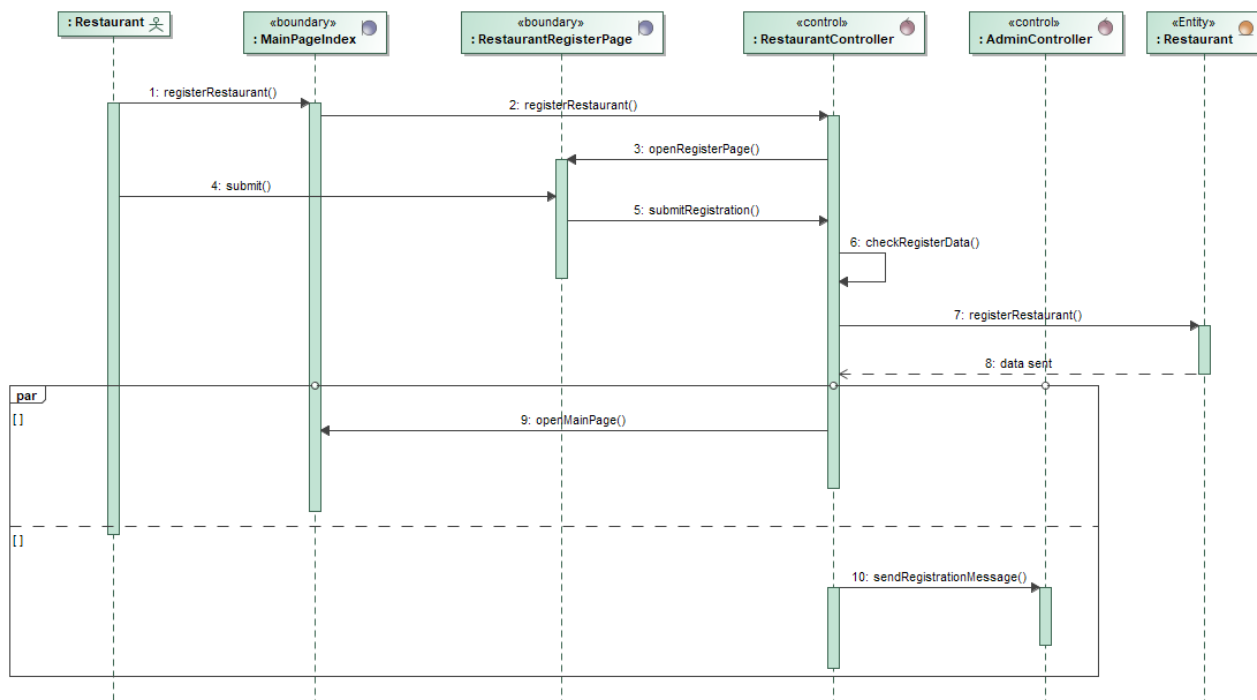 : Restaurant
«boundary»
: MainPageIndex
«boundary»
: RestaurantRegisterPage
«control»
: RestaurantController
«control»
: AdminController
«Entity»
: Restaurant
1: registerRestaurant()
2: registerRestaurant()
3: openRegisterPage()
4: submit()
5: submitRegistration()
6: checkRegisterData()
7: registerRestaurant()
8: data sent
par
[ ]
9: openMainPage()
[ ]
10: sendRegistrationMessage()